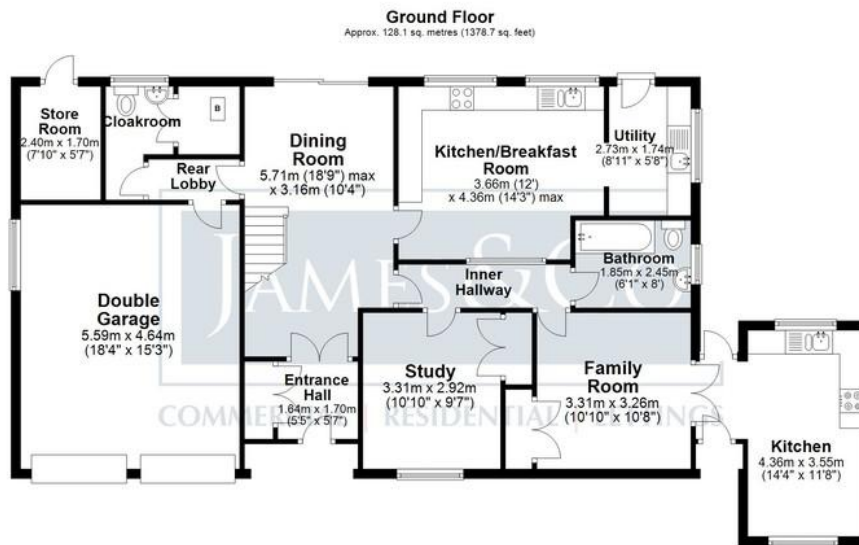 Ground Floor
Approx. 128.1 sq. metres (1378.7 sq. feet)
Store
Room
2.40m x 1.70m
(7'10" x 5'7")
Cloakroom
B
Rear
Lobby
Dining
Room
5.71m (18'9") max
x 3.16m (10'4")
Kitchen/Breakfast
Room
3.66m (12')
x 4.36m (14'3") max
Utility
2.73m x 1.74m
(8'11" x 5'8")
Bathroom
1.85m x 2.45m
(6'1" x 8')
Inner
Hallway
JAMES&CO
Double
Garage
5.59m x 4.64m
(18'4" x 15'3")
Entrance
Hall
1.64m x 1.70m
(5'5" x 5'7")
Study
3.31m x 2.92m
(10'10" x 9'7")
Family
Room
3.31m x 3.26m
(10'10" x 10'8")
RESIDENTIAL
Kitchen
4.36m x 3.55m
(14'4" x 11'8")